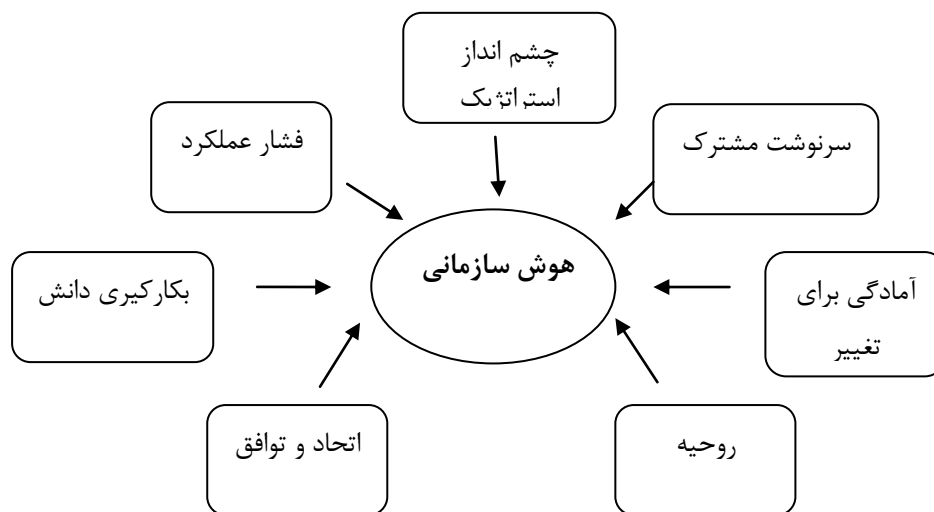 چشم انداز
استراتژیک
سرنوشت مشترک
فشار عملکرد
هوش سازمانی
آمادگی برای
تغییر
بکارکیری دانش
روحیه
اتحاد و توافق